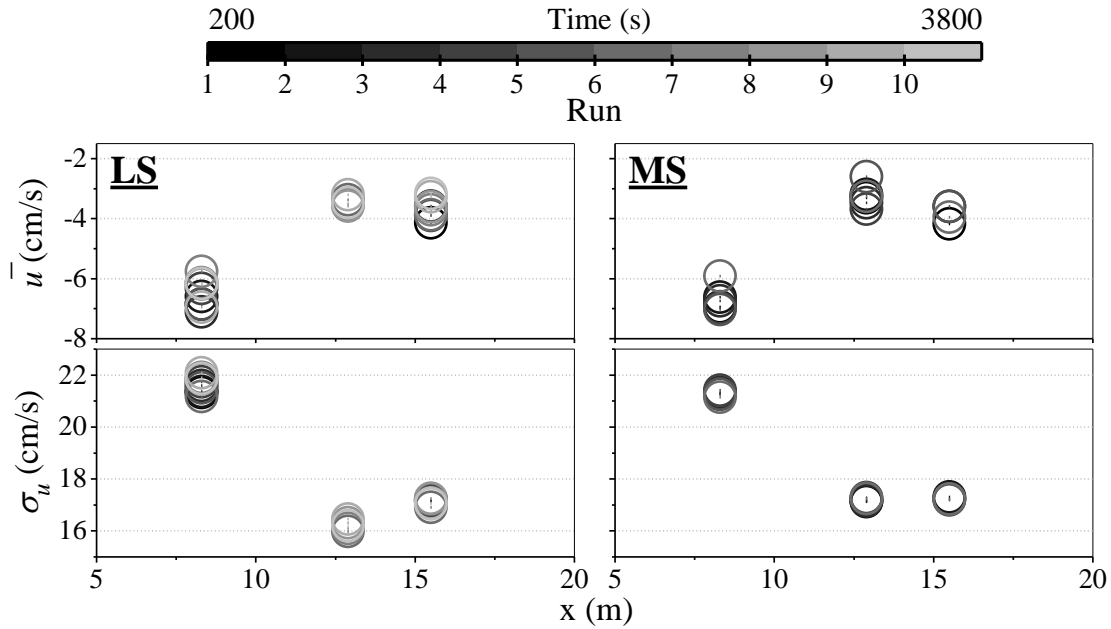 200 Time (s) 3800
1 2 3 4 5 6 7 8 9 10
Run
LS MS
-2
-4
-6
-8
u̅ (cm/s)
22
20
18
16
σu (cm/s)
5 10 15 20 5 10 15 20
x (m)